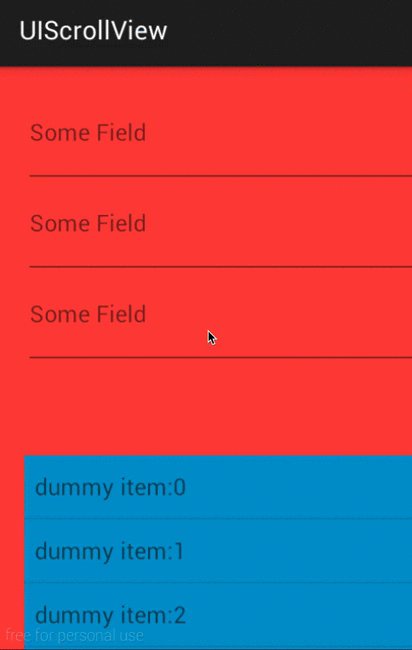 UIScrollView
Some Field
Some Field
Some Field
dummy item:0
dummy item:1
dummy item:2
free for personal use